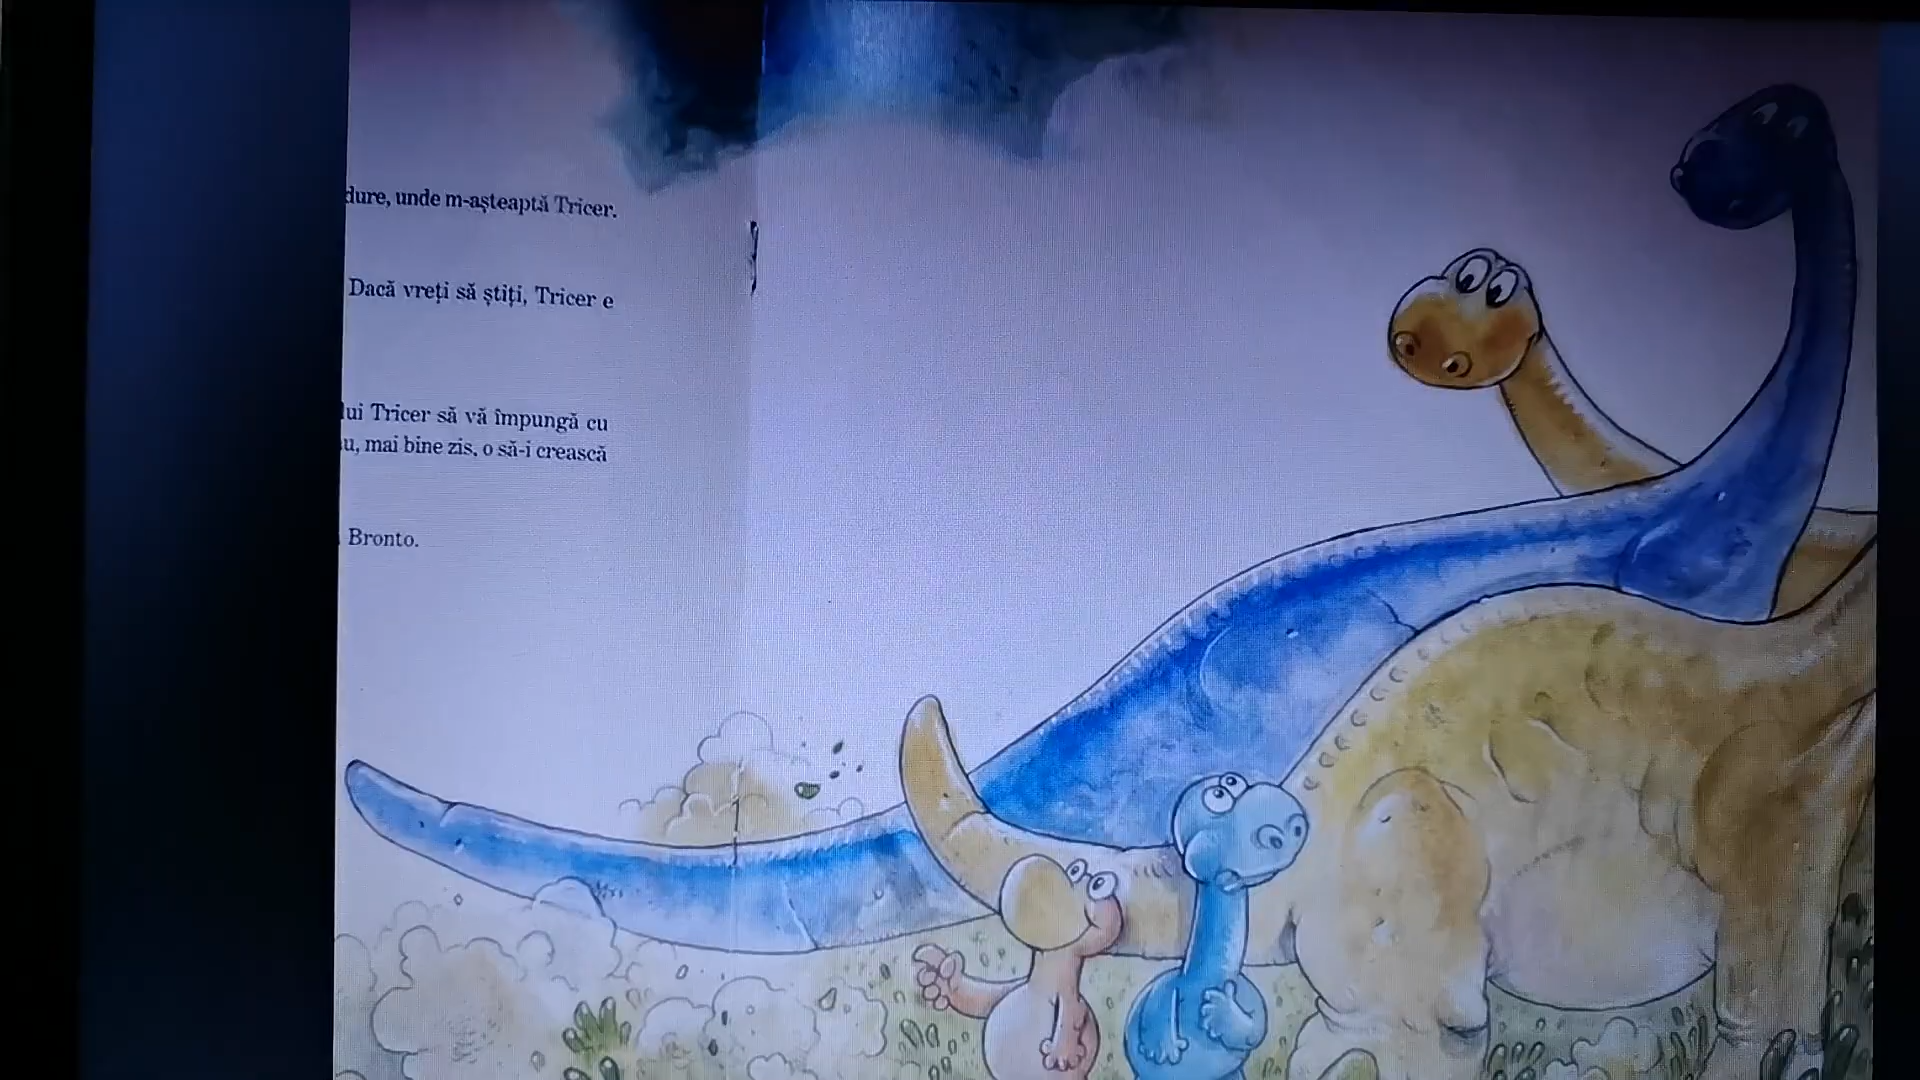 dure, unde m-așteaptă Tricer.
Dacă vreți să știți, Tricer e
lui Tricer să vă împungă cu
u, mai bine zis, o să-i crească
Bronto.